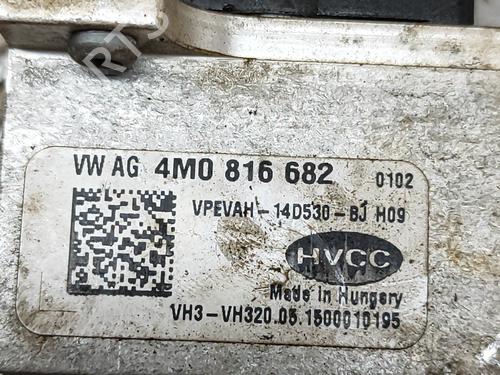 VW AG 4M0 816 682 0102
VPEVAH-14D530-BJ H09
HVCC
Made in Hungary
VH3-VH320.05.1500010195